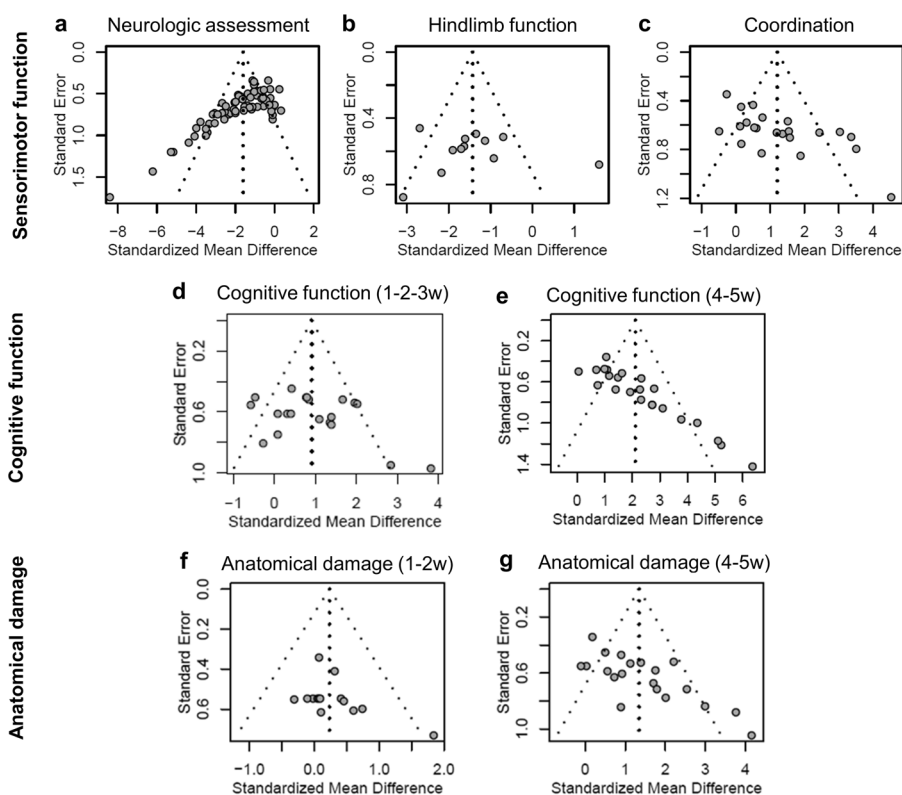 a Neurologic assessment
b Hindlimb function
c Coordination
Sensorimotor function
Standard Error
0.0
0.5
1.0
1.5
−8 −6 −4 −2 0 2
Standardized Mean Difference
Standard Error
0.0
0.4
0.8
−3 −2 −1 0 1
Standardized Mean Difference
Standard Error
0.0
0.4
0.8
1.2
−1 0 1 2 3 4
Standardized Mean Difference
d Cognitive function (1-2-3w)
e Cognitive function (4-5w)
Cognitive function
Standard Error
0.2
0.6
1.0
−1 0 1 2 3 4
Standardized Mean Difference
Standard Error
0.2
0.6
1.0
1.4
0 1 2 3 4 5 6
Standardized Mean Difference
f Anatomical damage (1-2w)
g Anatomical damage (4-5w)
Anatomical damage
Standard Error
0.0
0.2
0.4
0.6
−1.0 0.0 1.0 2.0
Standardized Mean Difference
Standard Error
0.2
0.6
1.0
0 1 2 3 4
Standardized Mean Difference